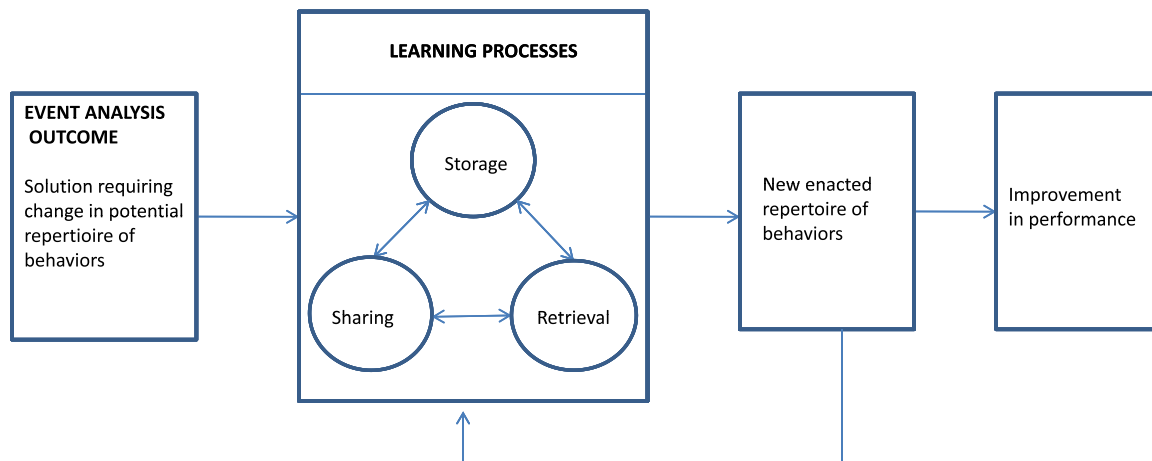 EVENT ANALYSIS
OUTCOME
Solution requiring
change in potential
repertioire of
behaviors
LEARNING PROCESSES
Storage
Sharing
Retrieval
New enacted
repertoire of
behaviors
Improvement
in performance